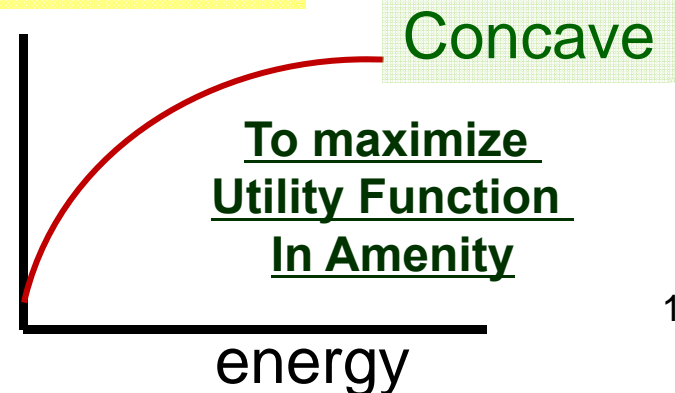 Concave
To maximize
Utility Function
In Amenity
1
energy